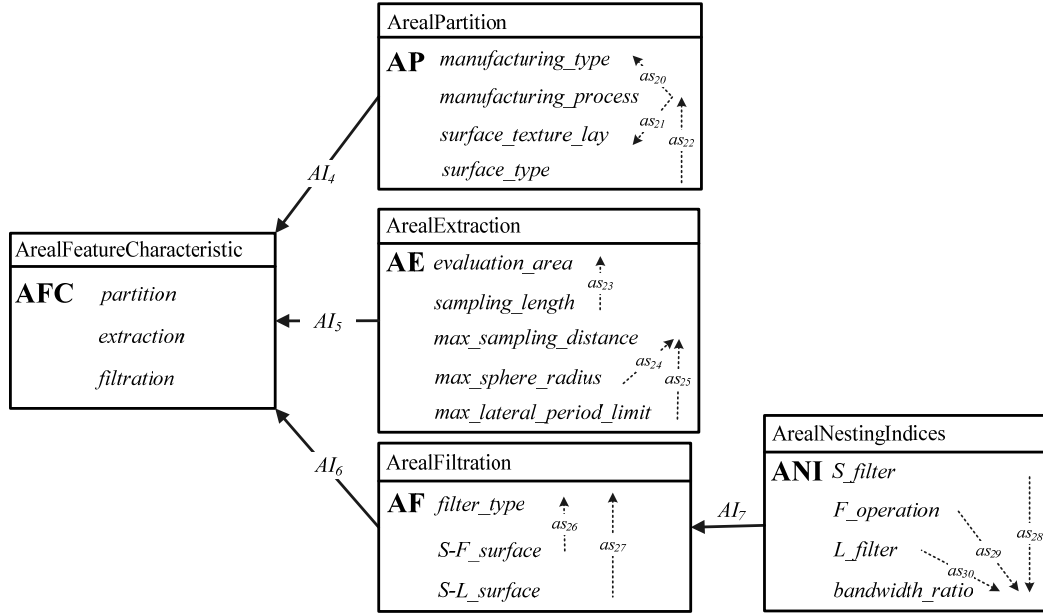 ArealPartition
AP manufacturing_type
as20
manufacturing_process
as21
surface_texture_lay
as22
surface_type
AI4
ArealFeatureCharacteristic
AFC partition
extraction
filtration
ArealExtraction
AE evaluation_area
as23
sampling_length
max_sampling_distance
as24
max_sphere_radius
as25
max_lateral_period_limit
AI5
AI6
ArealFiltration
AF filter_type
as26
S-F_surface
as27
S-L_surface
AI7
ArealNestingIndices
ANI S_filter
F_operation
as28
L_filter
as29
as30
bandwidth_ratio